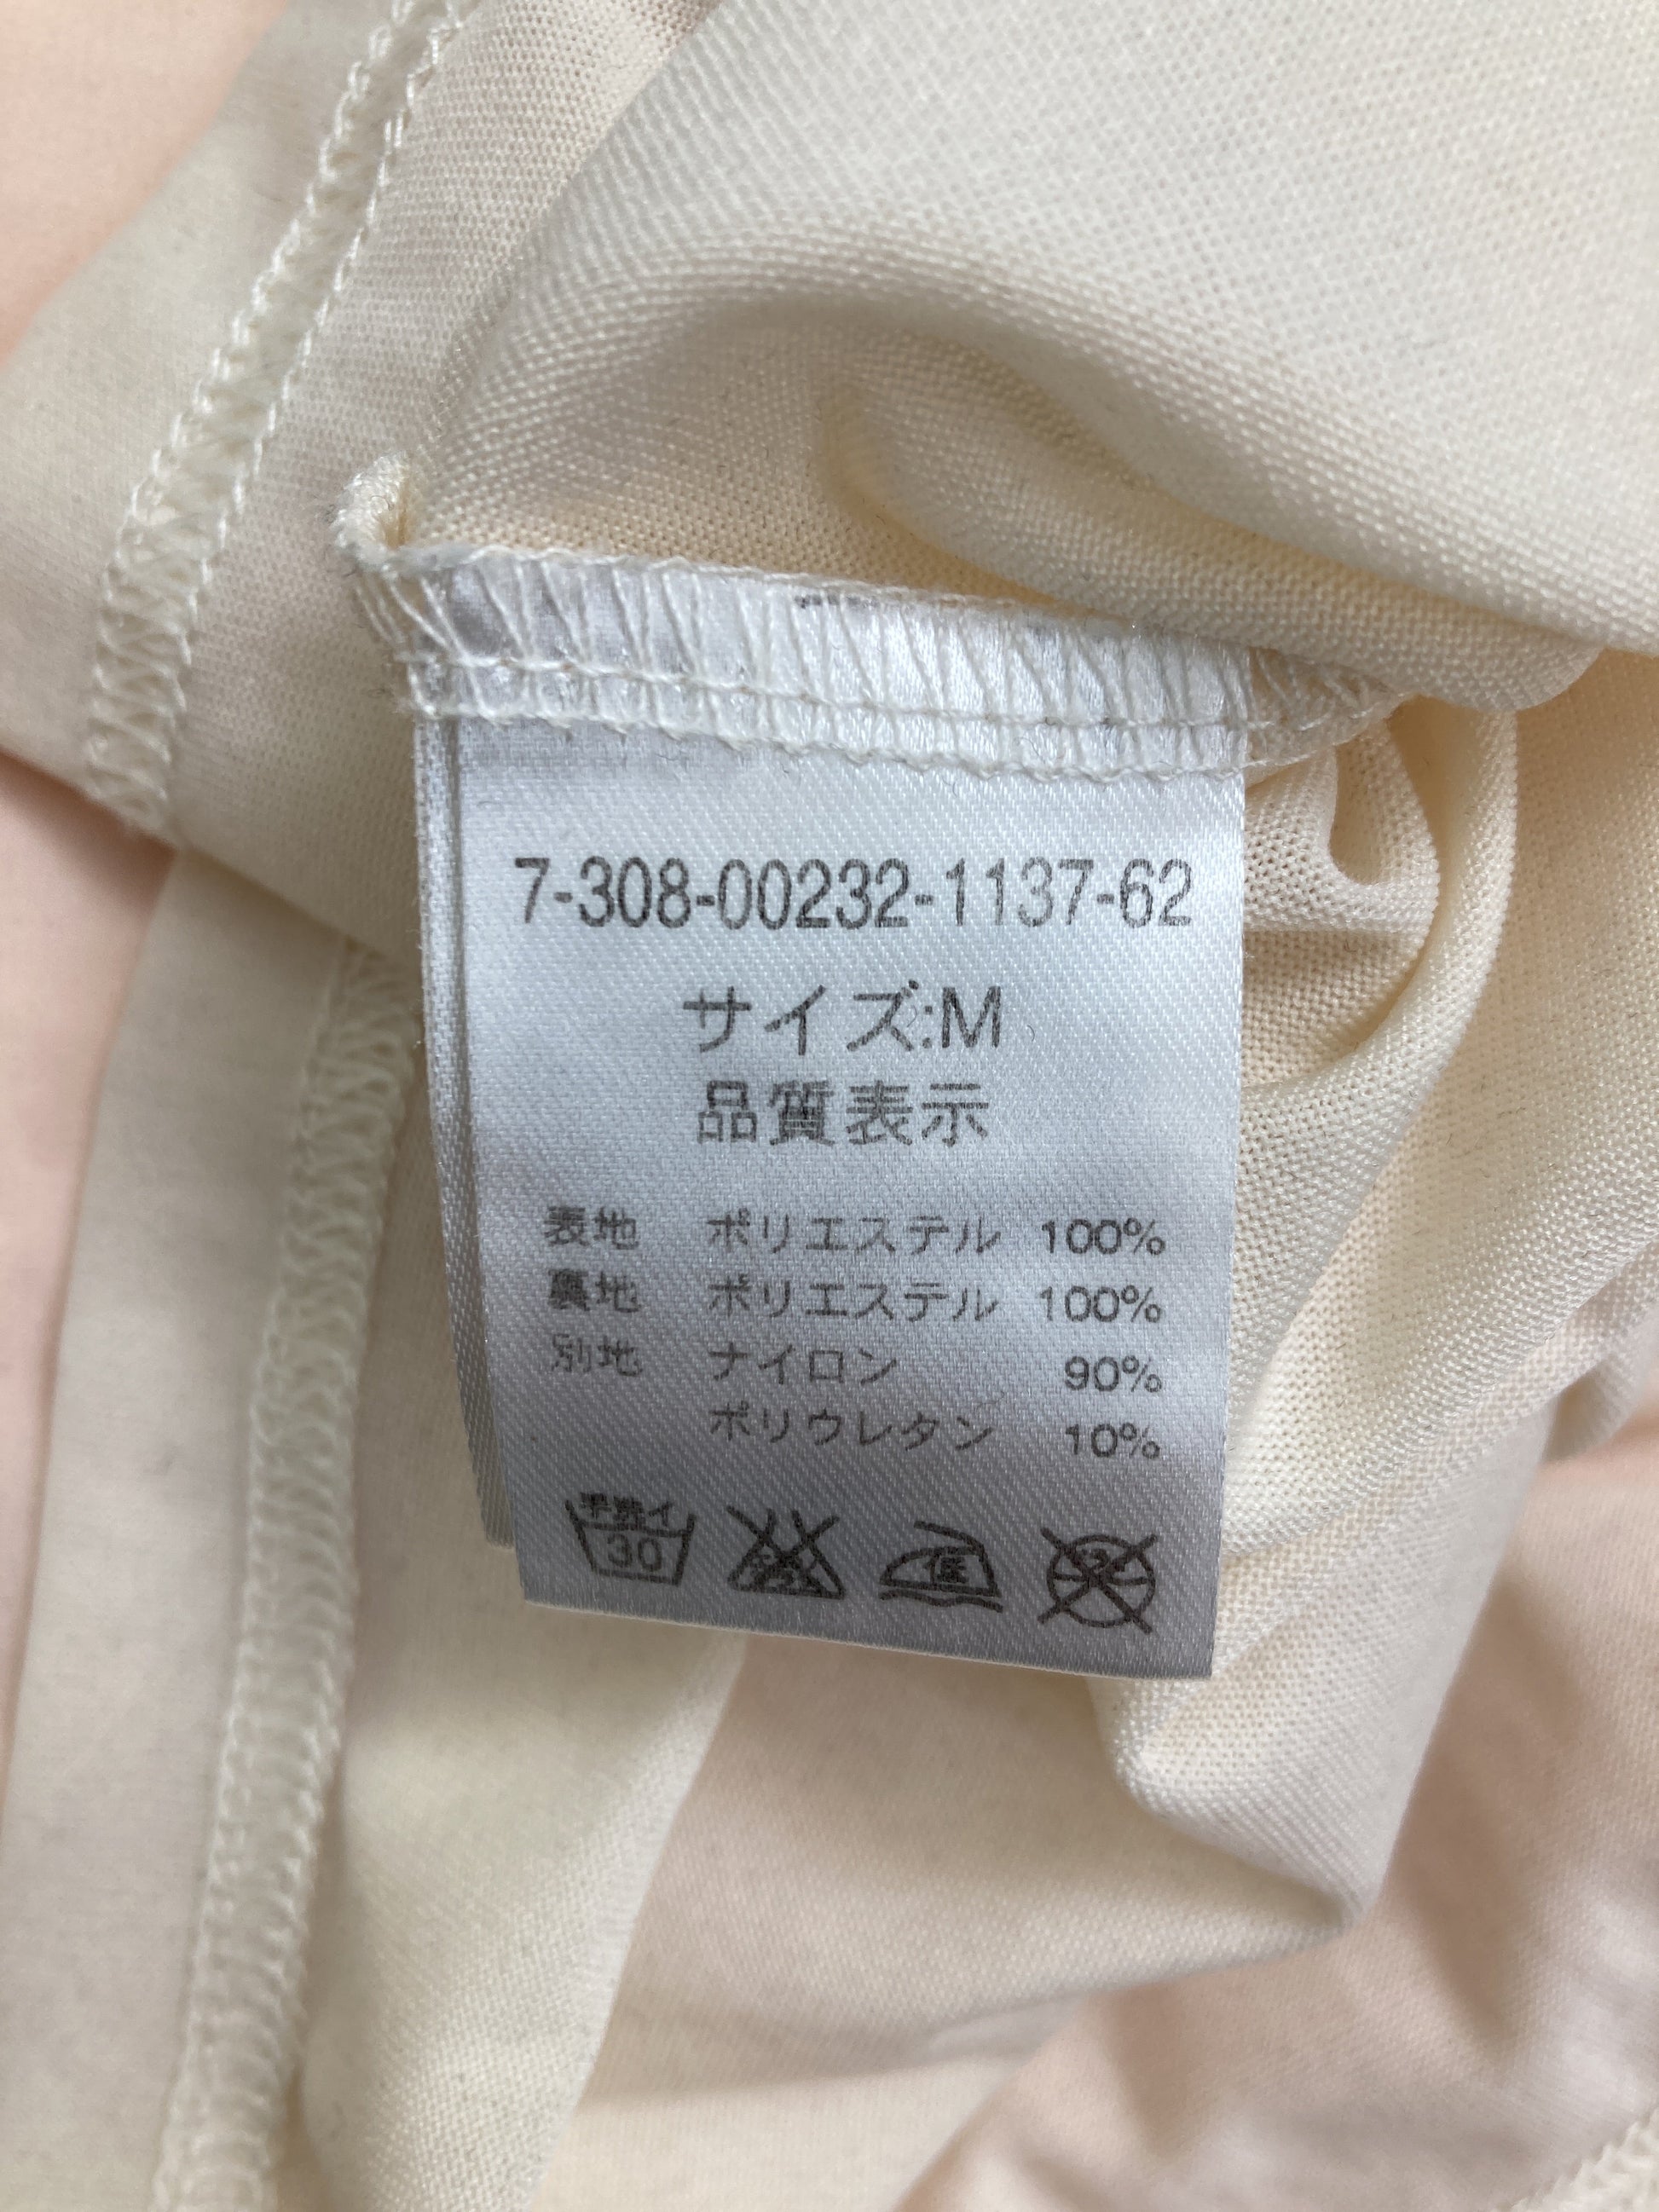 7-308-00232-1137-62
サイズ:M
品質表示
表地 ポリエステル 100%
裏地 ポリエステル 100%
別地 ナイロン 90%
ポリウレタン 10%
手洗イ
30
低